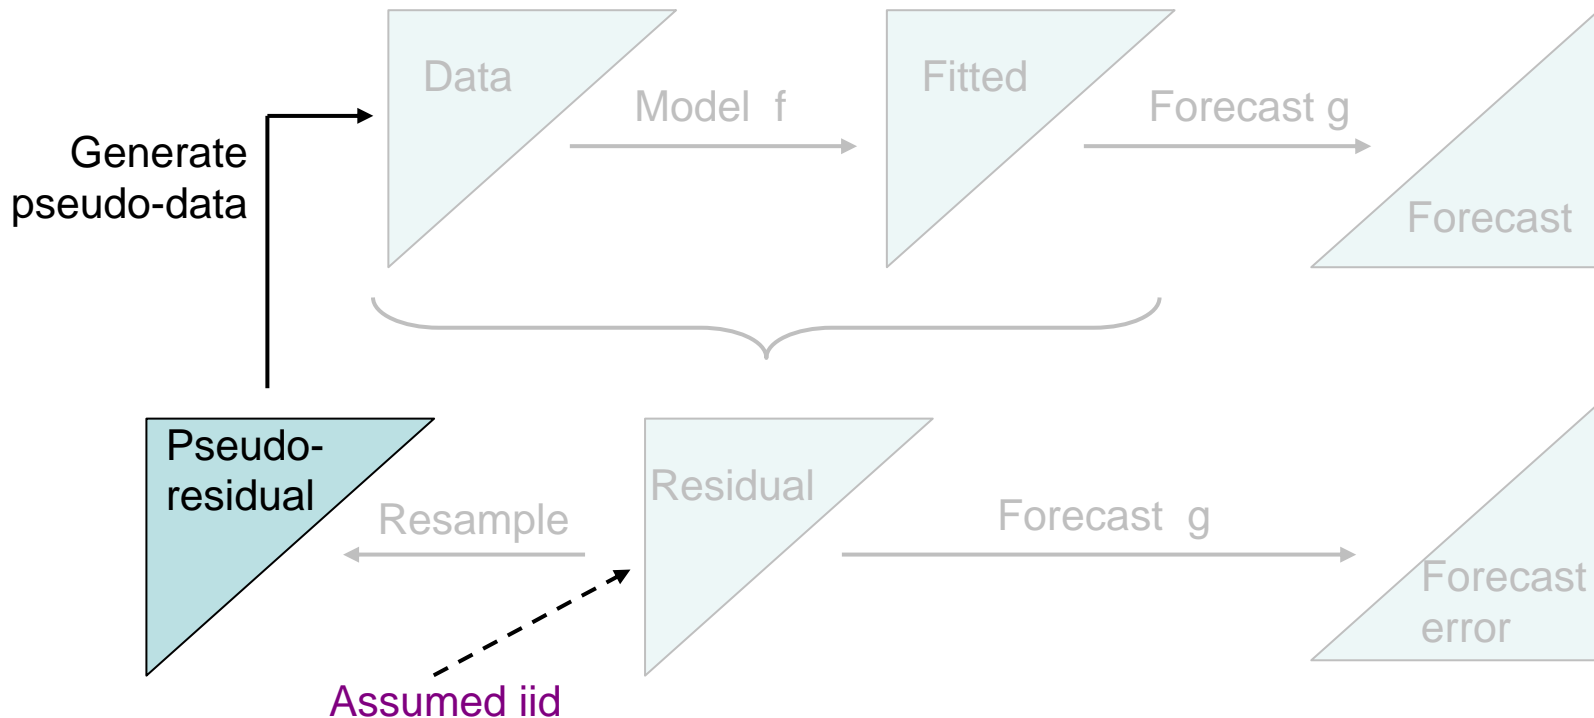 Data
Model f
Fitted
Forecast g
Forecast
Generate
pseudo-data
Pseudo-
residual
Resample
Residual
Forecast g
Forecast
error
Assumed iid